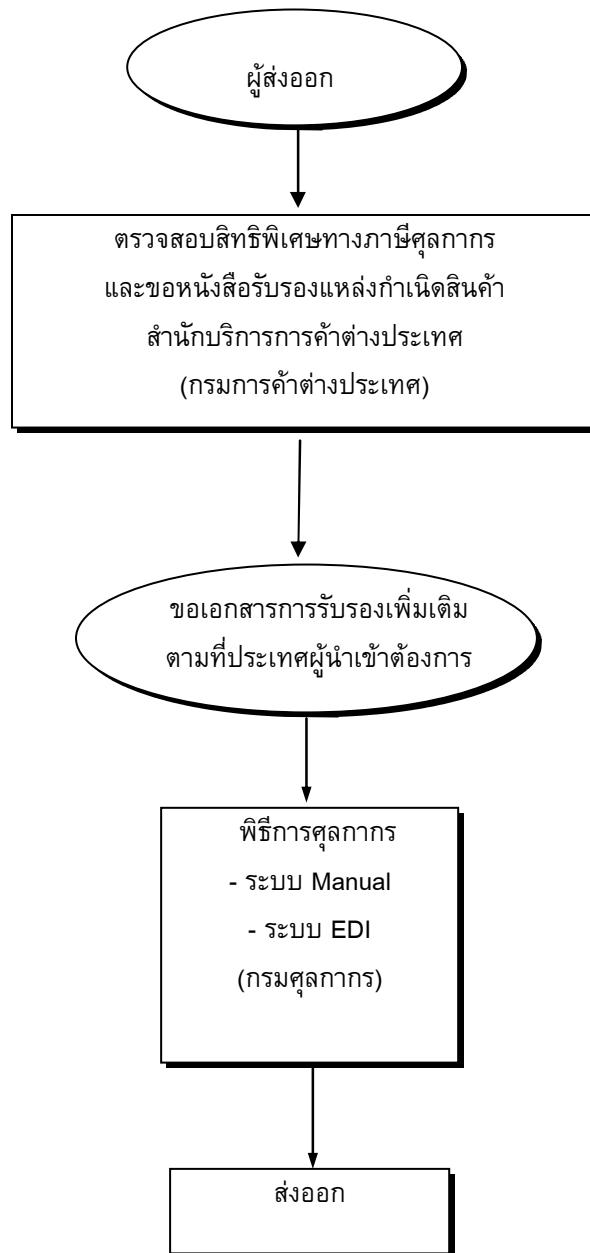 ผู้ส่งออก
ตรวจสอบสิทธิพิเศษทางภาษีศุลกากร
และขอหนังสือรับรองแหล่งกำเนิดสินค้า
สำนักบริการการค้าต่างประเทศ
(กรมการค้าต่างประเทศ)
ขอเอกสารการรับรองเพิ่มเติม
ตามที่ประเทศผู้นำเข้าต้องการ
พิธีการศุลกากร
- ระบบ Manual
- ระบบ EDI
(กรมศุลกากร)
ส่งออก